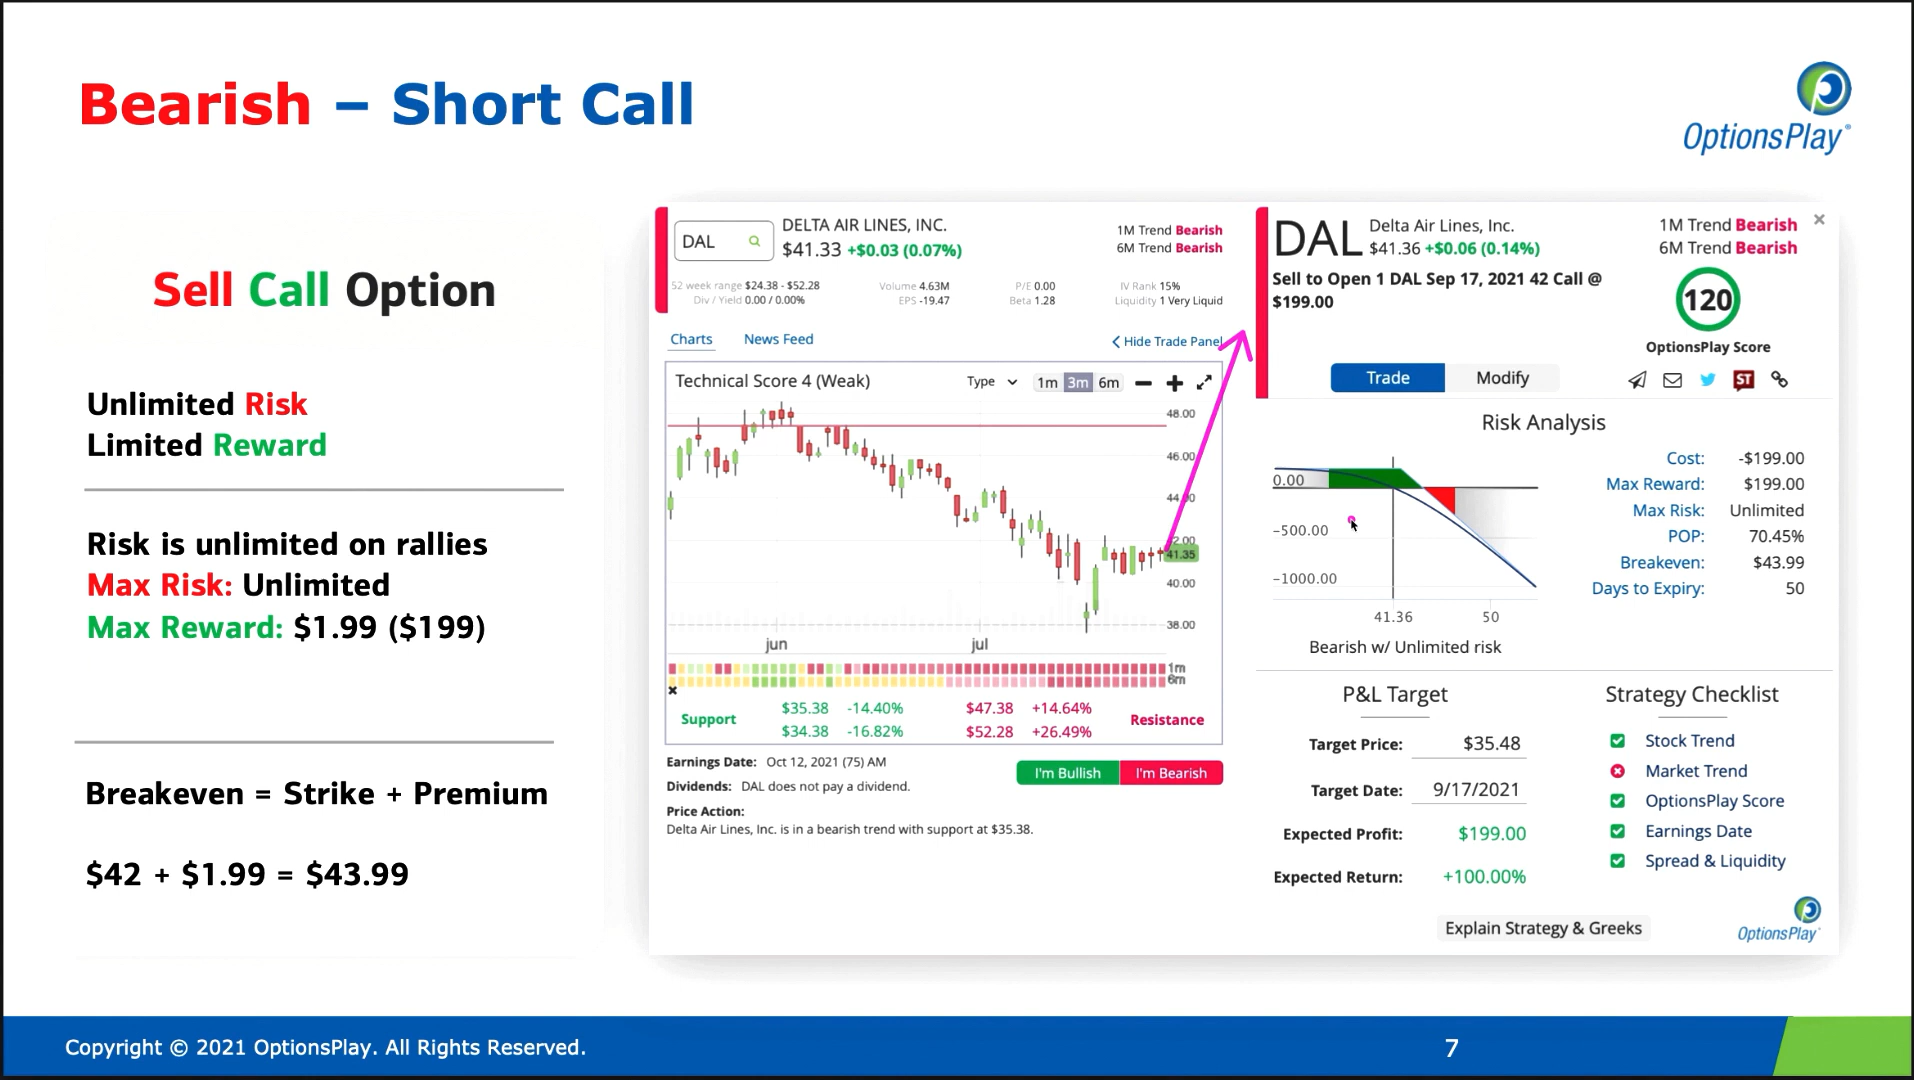 Bearish – Short Call
OptionsPlay
Sell Call Option
Unlimited Risk
Limited Reward
Risk is unlimited on rallies
Max Risk: Unlimited
Max Reward: $1.99 ($199)
Breakeven = Strike + Premium
$42 + $1.99 = $43.99
DAL
DELTA AIR LINES, INC.
$41.33 +$0.03 (0.07%)
1M Trend Bearish
6M Trend Bearish
52 week range $24.38 - $52.28
Volume 4.63M
P/E 0.00
IV Rank 15%
Div / Yield 0.00 / 0.00%
EPS -19.47
Beta 1.28
Liquidity 1 Very Liquid
Charts
News Feed
Hide Trade Panel
Technical Score 4 (Weak)
Type
1m 3m 6m
48.00
46.00
44.00
42.00
41.35
40.00
38.00
jun
jul
1m
6m
Support
$35.38 -14.40%
$34.38 -16.82%
$47.38 +14.64%
$52.28 +26.49%
Resistance
Earnings Date: Oct 12, 2021 (75) AM
Dividends: DAL does not pay a dividend.
I'm Bullish
I'm Bearish
Price Action:
Delta Air Lines, Inc. is in a bearish trend with support at $35.38.
DAL
Delta Air Lines, Inc.
$41.36 +$0.06 (0.14%)
1M Trend Bearish
6M Trend Bearish
Sell to Open 1 DAL Sep 17, 2021 42 Call @
$199.00
120
OptionsPlay Score
Trade
Modify
ST
Risk Analysis
0.00
−500.00
−1000.00
41.36
50
Bearish w/ Unlimited risk
Cost: -$199.00
Max Reward: $199.00
Max Risk: Unlimited
POP: 70.45%
Breakeven: $43.99
Days to Expiry: 50
P&L Target
Target Price: $35.48
Target Date: 9/17/2021
Expected Profit: $199.00
Expected Return: +100.00%
Strategy Checklist
Stock Trend
Market Trend
OptionsPlay Score
Earnings Date
Spread & Liquidity
Explain Strategy & Greeks
OptionsPlay
Copyright © 2021 OptionsPlay. All Rights Reserved.
7